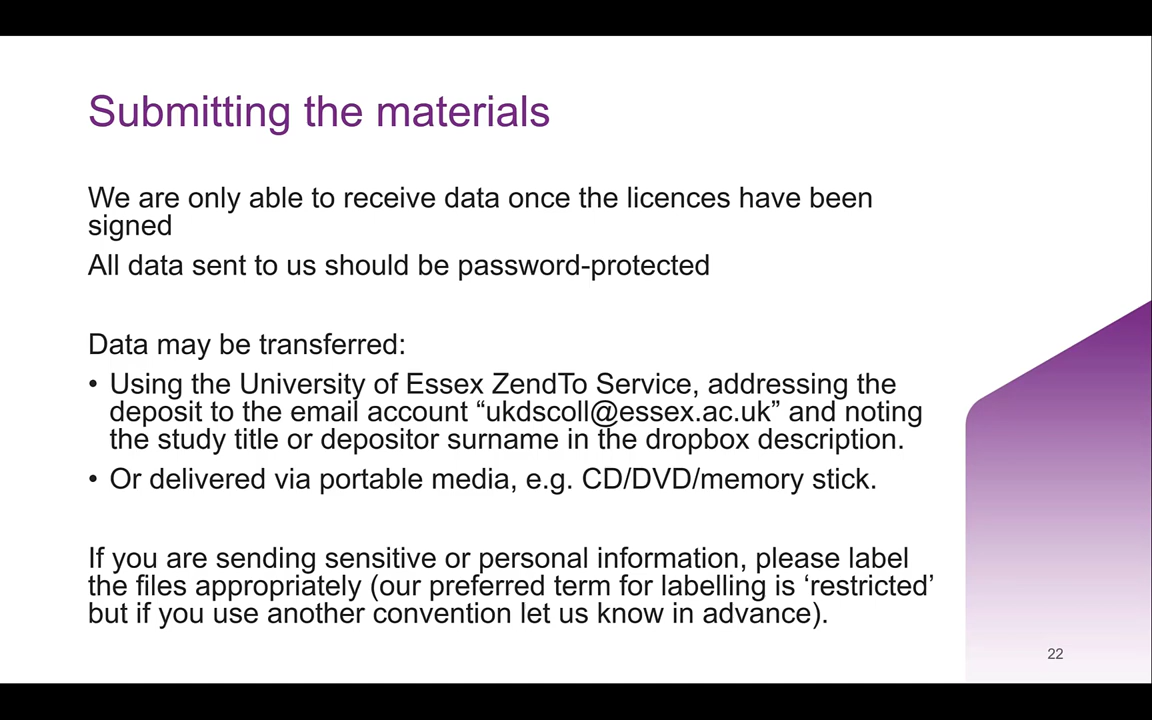 Submitting the materials
We are only able to receive data once the licences have been
signed
All data sent to us should be password-protected
Data may be transferred:
• Using the University of Essex ZendTo Service, addressing the
deposit to the email account “ukdscoll@essex.ac.uk” and noting
the study title or depositor surname in the dropbox description.
• Or delivered via portable media, e.g. CD/DVD/memory stick.
If you are sending sensitive or personal information, please label
the files appropriately (our preferred term for labelling is ‘restricted’
but if you use another convention let us know in advance).
22